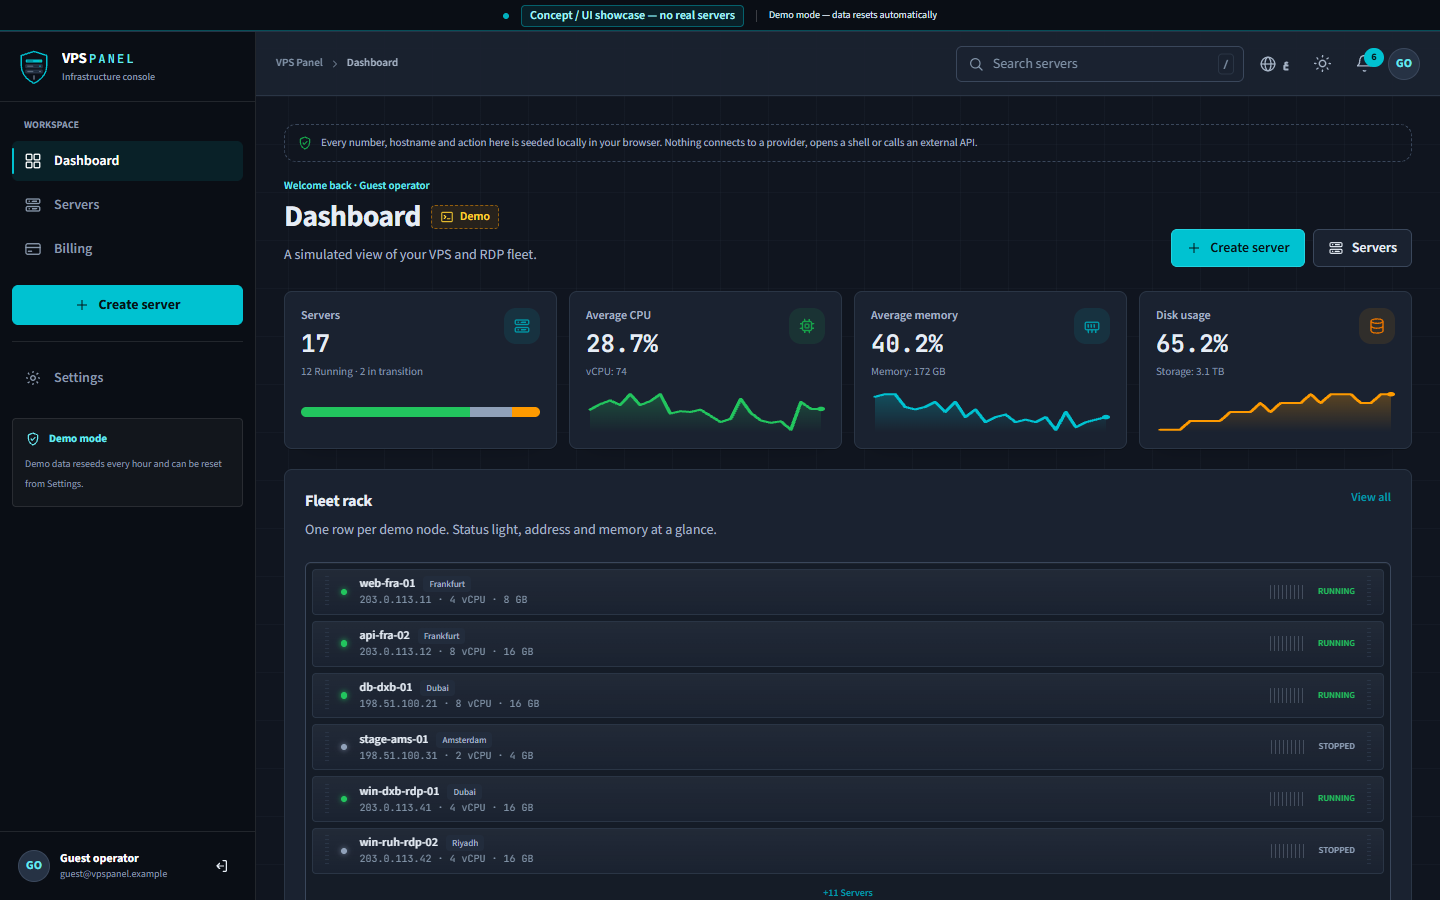 Concept / UI showcase — no real servers
Demo mode — data resets automatically
VPS PANEL
Infrastructure console
VPS Panel > Dashboard
Search servers
/
ع
6
GO
WORKSPACE
Dashboard
Servers
Billing
Create server
Settings
Demo mode
Demo data reseeds every hour and can be reset
from Settings.
Guest operator
guest@vpspanel.example
GO
Every number, hostname and action here is seeded locally in your browser. Nothing connects to a provider, opens a shell or calls an external API.
Welcome back · Guest operator
Dashboard
Demo
A simulated view of your VPS and RDP fleet.
Create server
Servers
Servers
17
12 Running · 2 in transition
Average CPU
28.7%
vCPU: 74
Average memory
40.2%
Memory: 172 GB
Disk usage
65.2%
Storage: 3.1 TB
Fleet rack
View all
One row per demo node. Status light, address and memory at a glance.
web-fra-01 Frankfurt
203.0.113.11 · 4 vCPU · 8 GB
RUNNING
api-fra-02 Frankfurt
203.0.113.12 · 8 vCPU · 16 GB
RUNNING
db-dxb-01 Dubai
198.51.100.21 · 8 vCPU · 16 GB
RUNNING
stage-ams-01 Amsterdam
198.51.100.31 · 2 vCPU · 4 GB
STOPPED
win-dxb-rdp-01 Dubai
203.0.113.41 · 4 vCPU · 16 GB
RUNNING
win-ruh-rdp-02 Riyadh
203.0.113.42 · 4 vCPU · 16 GB
STOPPED
+11 Servers